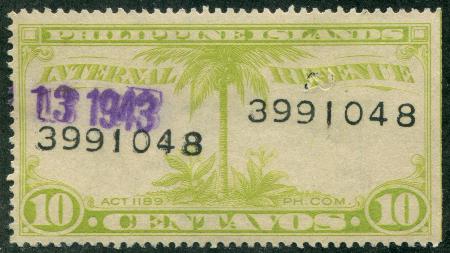 PHILIPPINE ISLANDS
INTERNAL REVENUE
13 1943
3991048
3991048
ACT 1189 PH. COM.
10 CENTAVOS 10